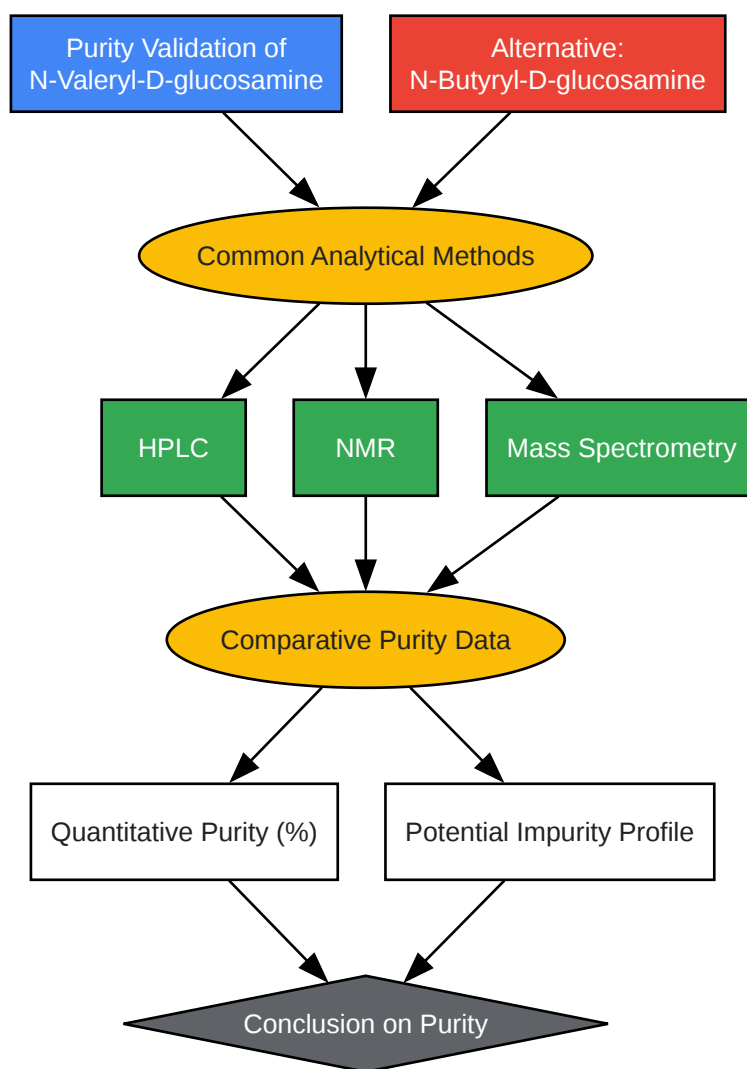 Purity Validation of
N-Valeryl-D-glucosamine
Alternative:
N-Butyryl-D-glucosamine
Common Analytical Methods
HPLC
NMR
Mass Spectrometry
Comparative Purity Data
Quantitative Purity (%)
Potential Impurity Profile
Conclusion on Purity